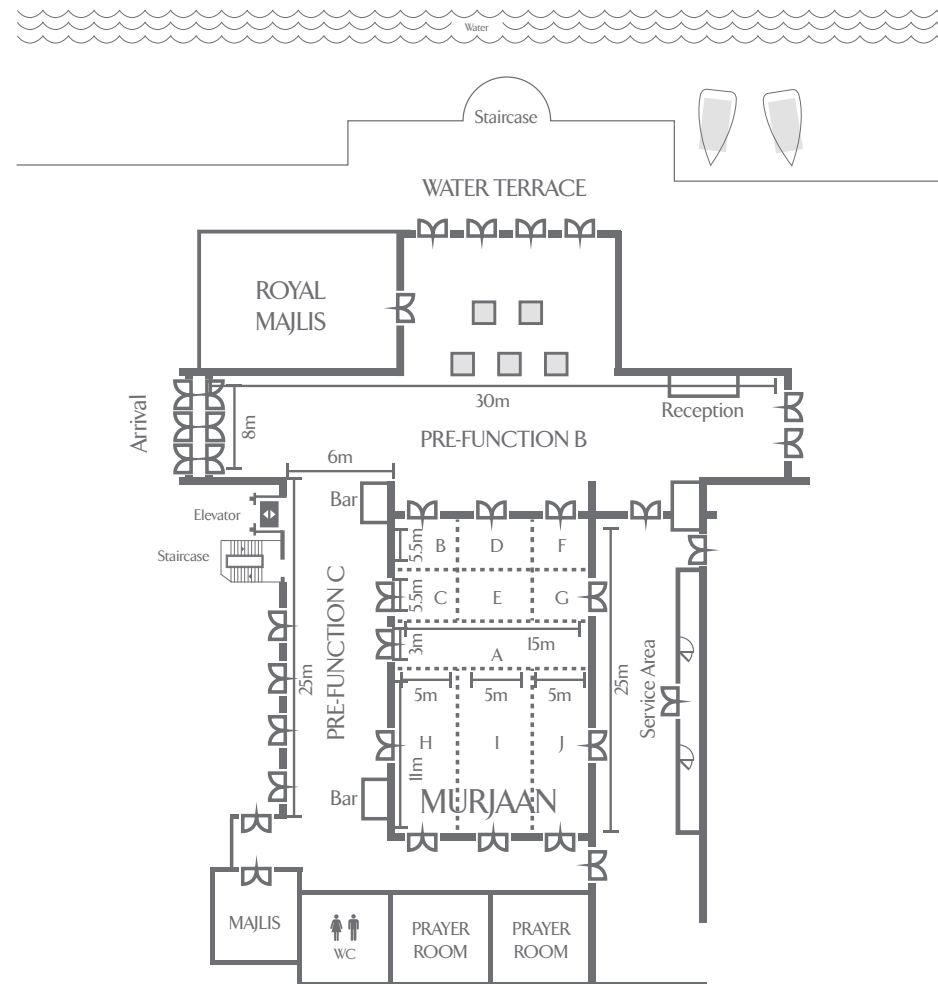 Water
Staircase
WATER TERRACE
ROYAL
MAJLIS
Arrival
8m
30m
Reception
PRE-FUNCTION B
6m
Bar
Elevator
Staircase
PRE-FUNCTION C
25m
5.5m
B
D
F
5.5m
C
E
G
3m
15m
A
5m
5m
5m
H
I
J
11m
25m
Service Area
Bar
MURJAAN
MAJLIS
WC
PRAYER
ROOM
PRAYER
ROOM